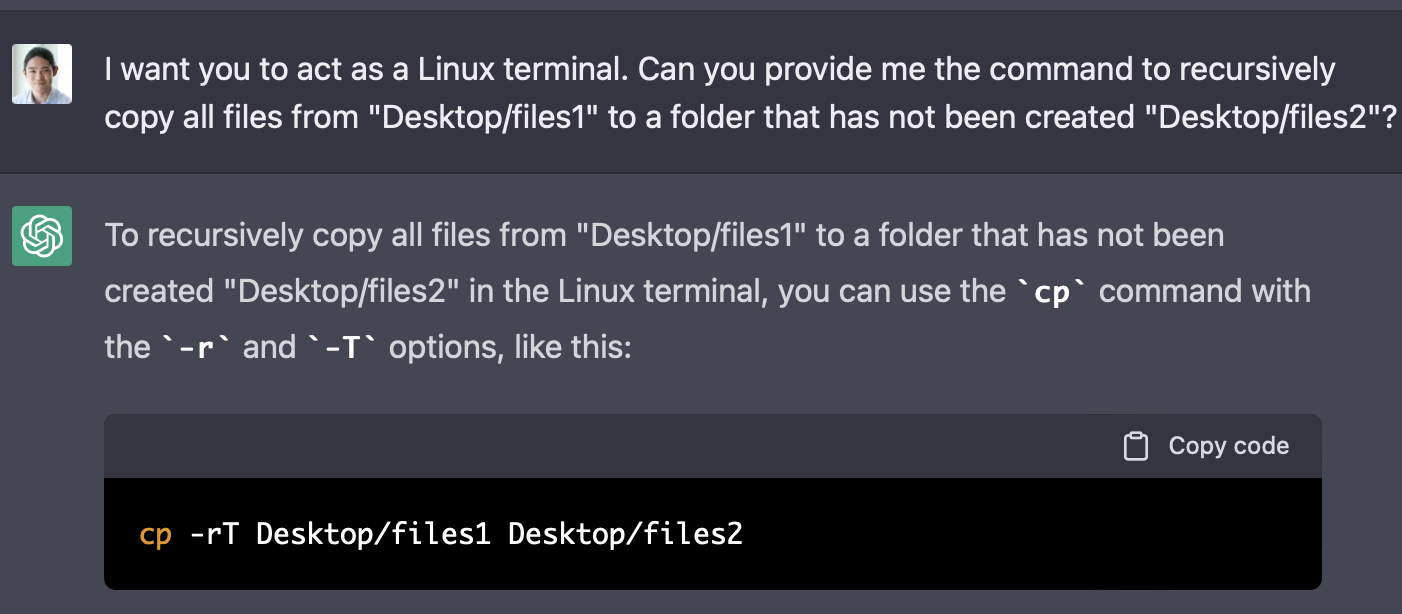 I want you to act as a Linux terminal. Can you provide me the command to recursively
copy all files from "Desktop/files1" to a folder that has not been created "Desktop/files2"?
To recursively copy all files from "Desktop/files1" to a folder that has not been
created "Desktop/files2" in the Linux terminal, you can use the `cp` command with
the `-r` and `-T` options, like this:
Copy code
cp -rT Desktop/files1 Desktop/files2